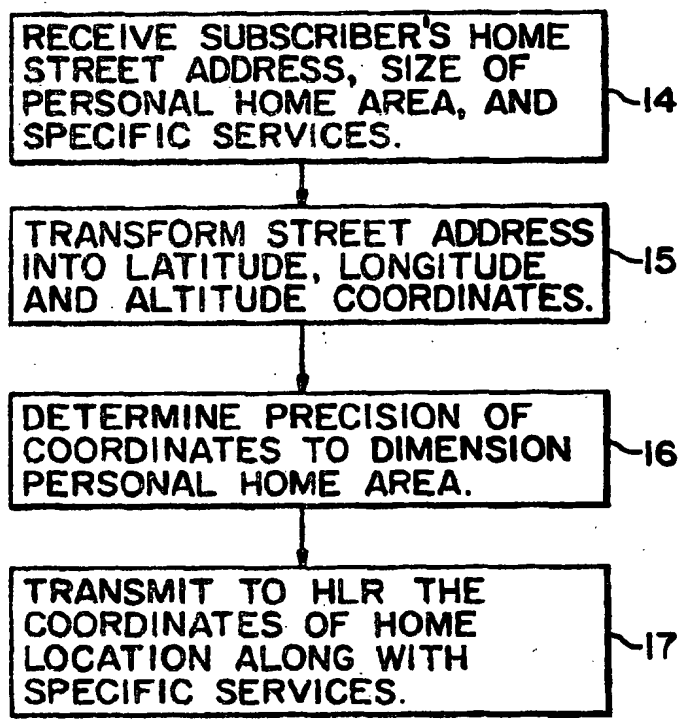 RECEIVE SUBSCRIBER'S HOME
STREET ADDRESS, SIZE OF
PERSONAL HOME AREA, AND
SPECIFIC SERVICES.
14
TRANSFORM STREET ADDRESS
INTO LATITUDE, LONGITUDE
AND ALTITUDE COORDINATES.
15
DETERMINE PRECISION OF
COORDINATES TO DIMENSION
PERSONAL HOME AREA.
16
TRANSMIT TO HLR THE
COORDINATES OF HOME
LOCATION ALONG WITH
SPECIFIC SERVICES.
17